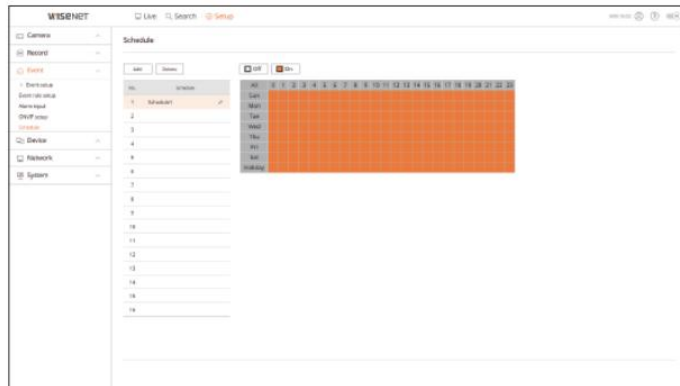 WISENET
Live Search Setup
Camera
Record
Event
Event setup
Event rule setup
Alarm input
ONVIF setup
Schedule
Device
Network
System
Schedule
Add Delete
No. Schedule
1 Schedule1
2
3
4
5
6
7
8
9
10
11
12
13
14
15
16
Off On
All 0 1 2 3 4 5 6 7 8 9 10 11 12 13 14 15 16 17 18 19 20 21 22 23
Sun
Mon
Tue
Wed
Thu
Fri
Sat
Holiday